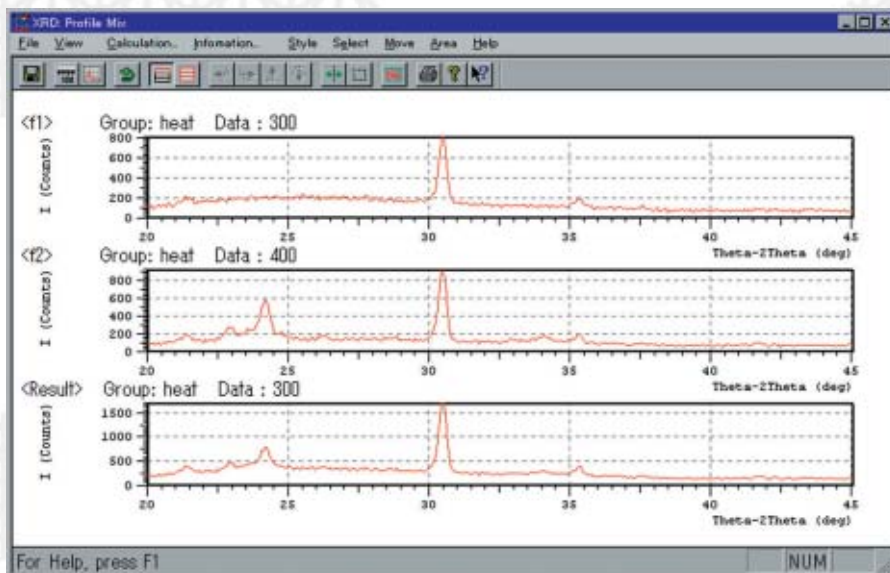 XRD: Profile Mix
File View Calculation.. Infomation.. Style Select Move Area Help
<f1> Group: heat Data : 300
I (Counts)
800
600
400
200
0
20 25 30 35 40 45
Theta-2Theta (deg)
<f2> Group: heat Data : 400
I (Counts)
800
600
400
200
0
20 25 30 35 40 45
Theta-2Theta (deg)
<Result> Group: heat Data : 300
I (Counts)
1500
1000
500
0
20 25 30 35 40 45
Theta-2Theta (deg)
For Help, press F1 NUM